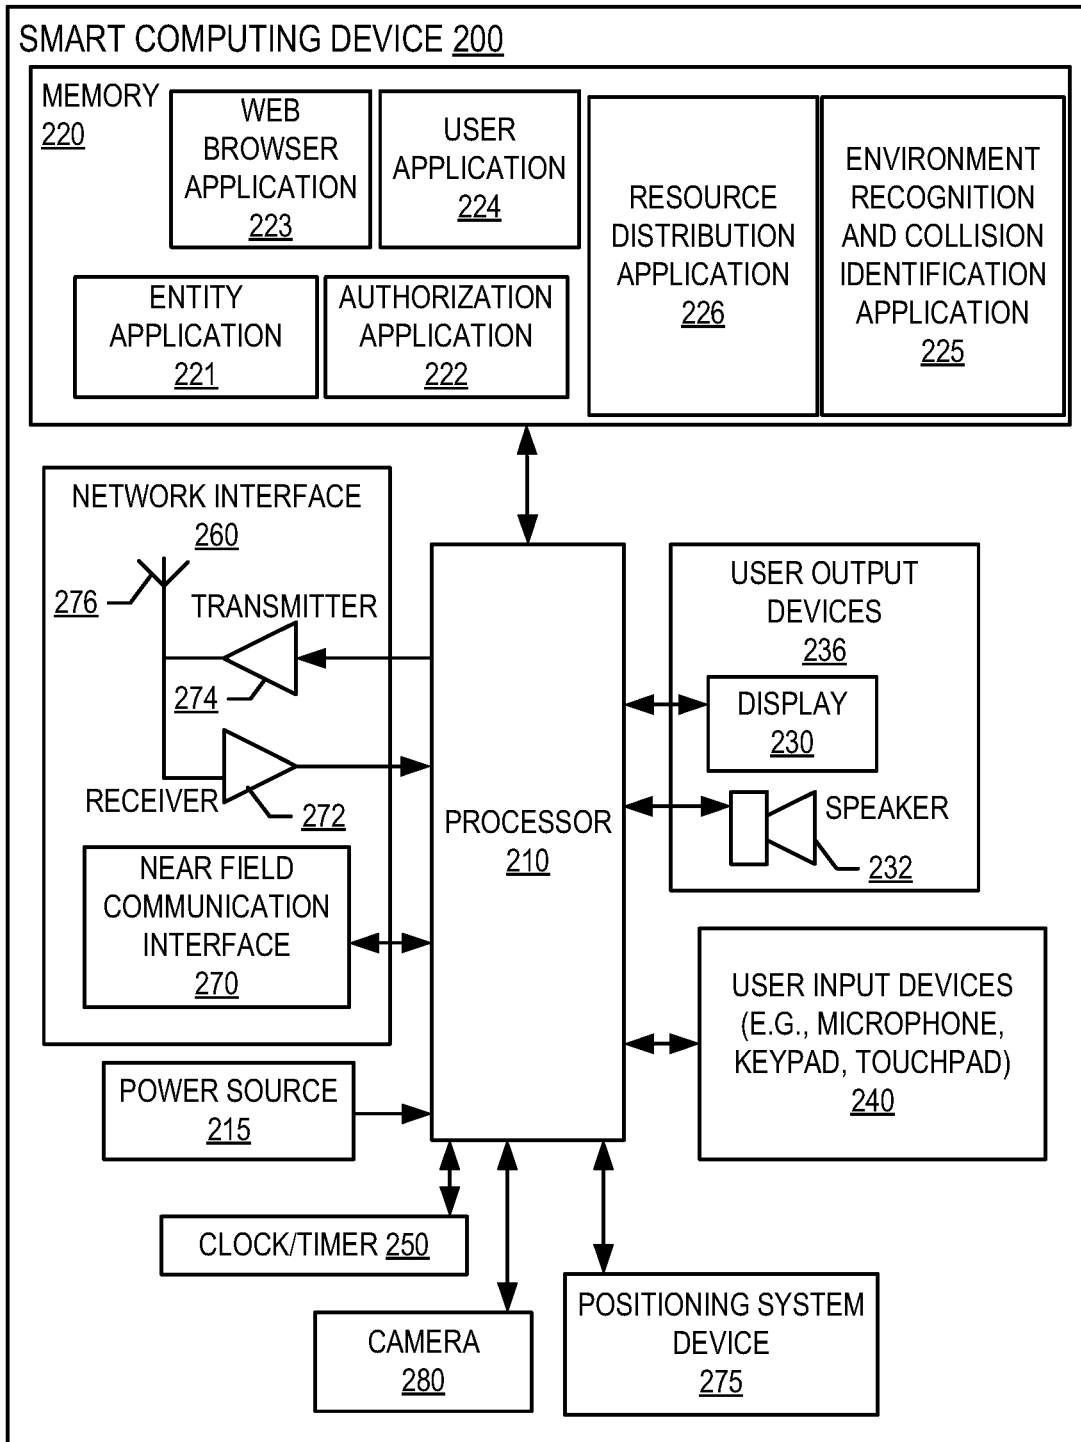 SMART COMPUTING DEVICE 200
MEMORY
220
WEB
BROWSER
APPLICATION
223
USER
APPLICATION
224
RESOURCE
DISTRIBUTION
APPLICATION
226
ENVIRONMENT
RECOGNITION
AND COLLISION
IDENTIFICATION
APPLICATION
225
ENTITY
APPLICATION
221
AUTHORIZATION
APPLICATION
222
NETWORK INTERFACE
260
276
TRANSMITTER
274
RECEIVER
272
NEAR FIELD
COMMUNICATION
INTERFACE
270
PROCESSOR
210
USER OUTPUT
DEVICES
236
DISPLAY
230
SPEAKER
232
USER INPUT DEVICES
(E.G., MICROPHONE,
KEYPAD, TOUCHPAD)
240
POWER SOURCE
215
CLOCK/TIMER 250
CAMERA
280
POSITIONING SYSTEM
DEVICE
275